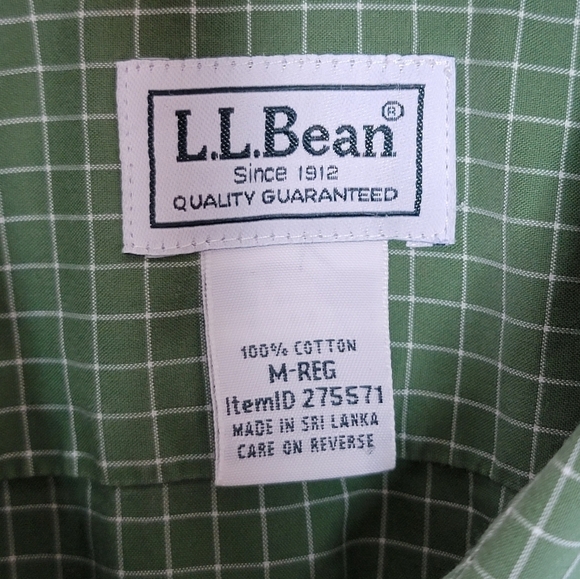 L.L.Bean®
Since 1912
QUALITY GUARANTEED
100% COTTON
M-REG
ItemID 275571
MADE IN SRI LANKA
CARE ON REVERSE